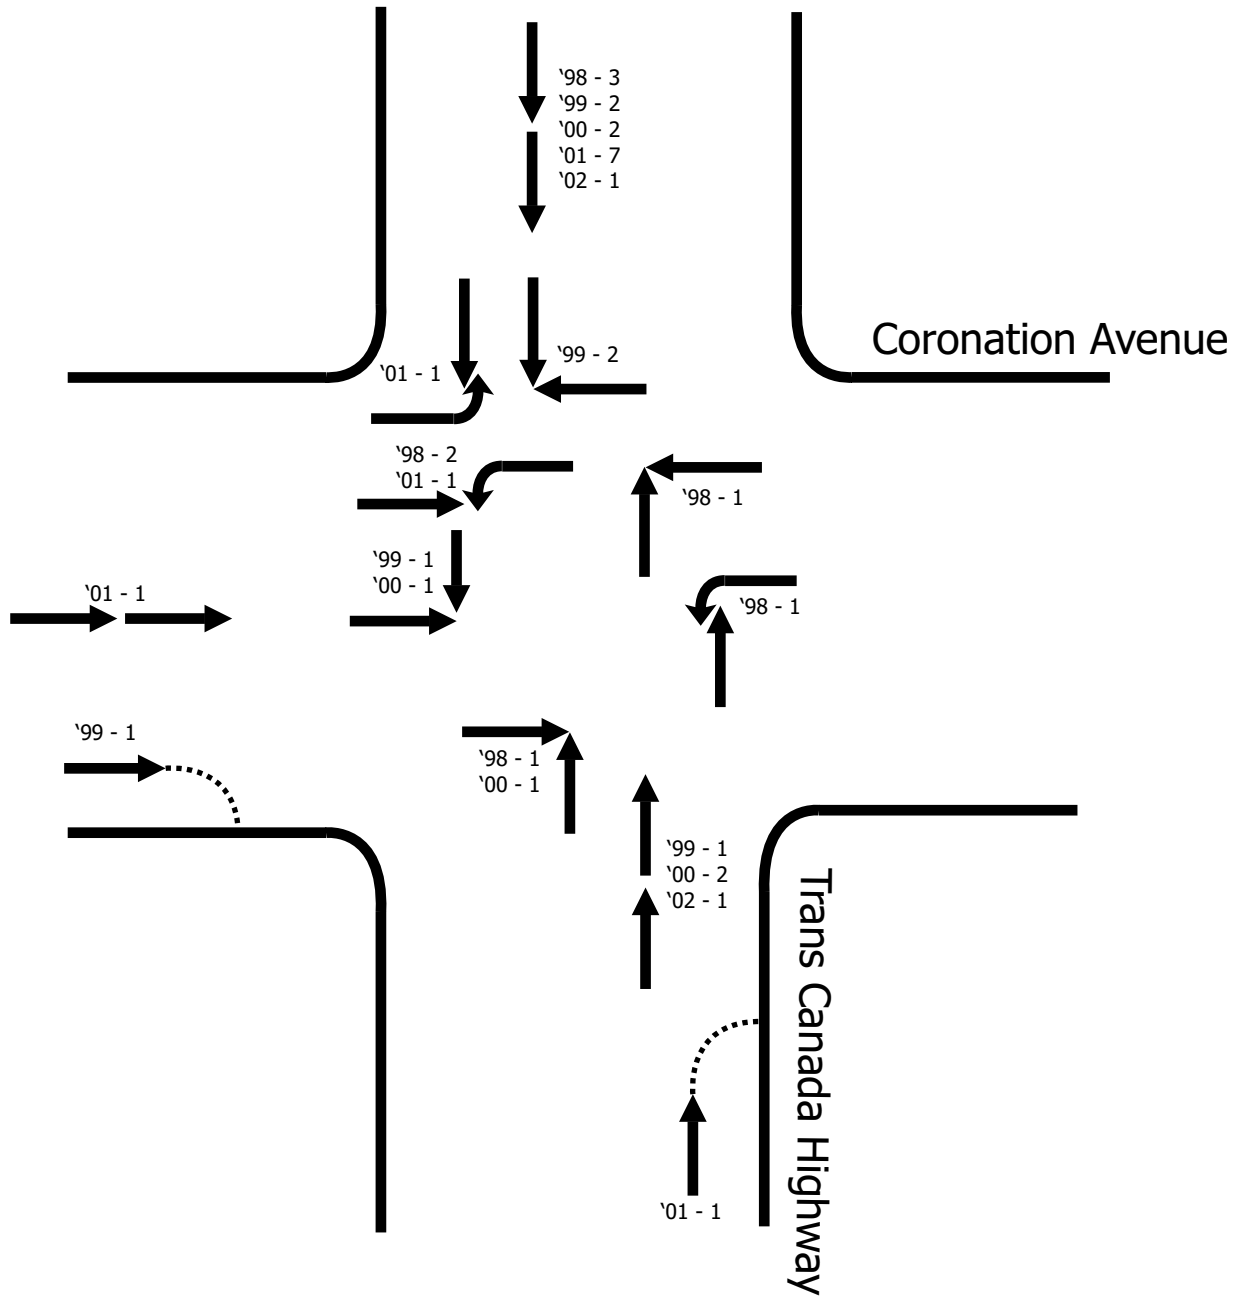 ‘98 - 3
‘99 - 2
‘00 - 2
‘01 - 7
‘02 - 1
Coronation Avenue
‘99 - 2
‘01 - 1
‘98 - 2
‘01 - 1
‘98 - 1
‘99 - 1
‘00 - 1
‘01 - 1
‘98 - 1
‘99 - 1
‘98 - 1
‘00 - 1
‘99 - 1
‘00 - 2
‘02 - 1
Trans Canada Highway
‘01 - 1